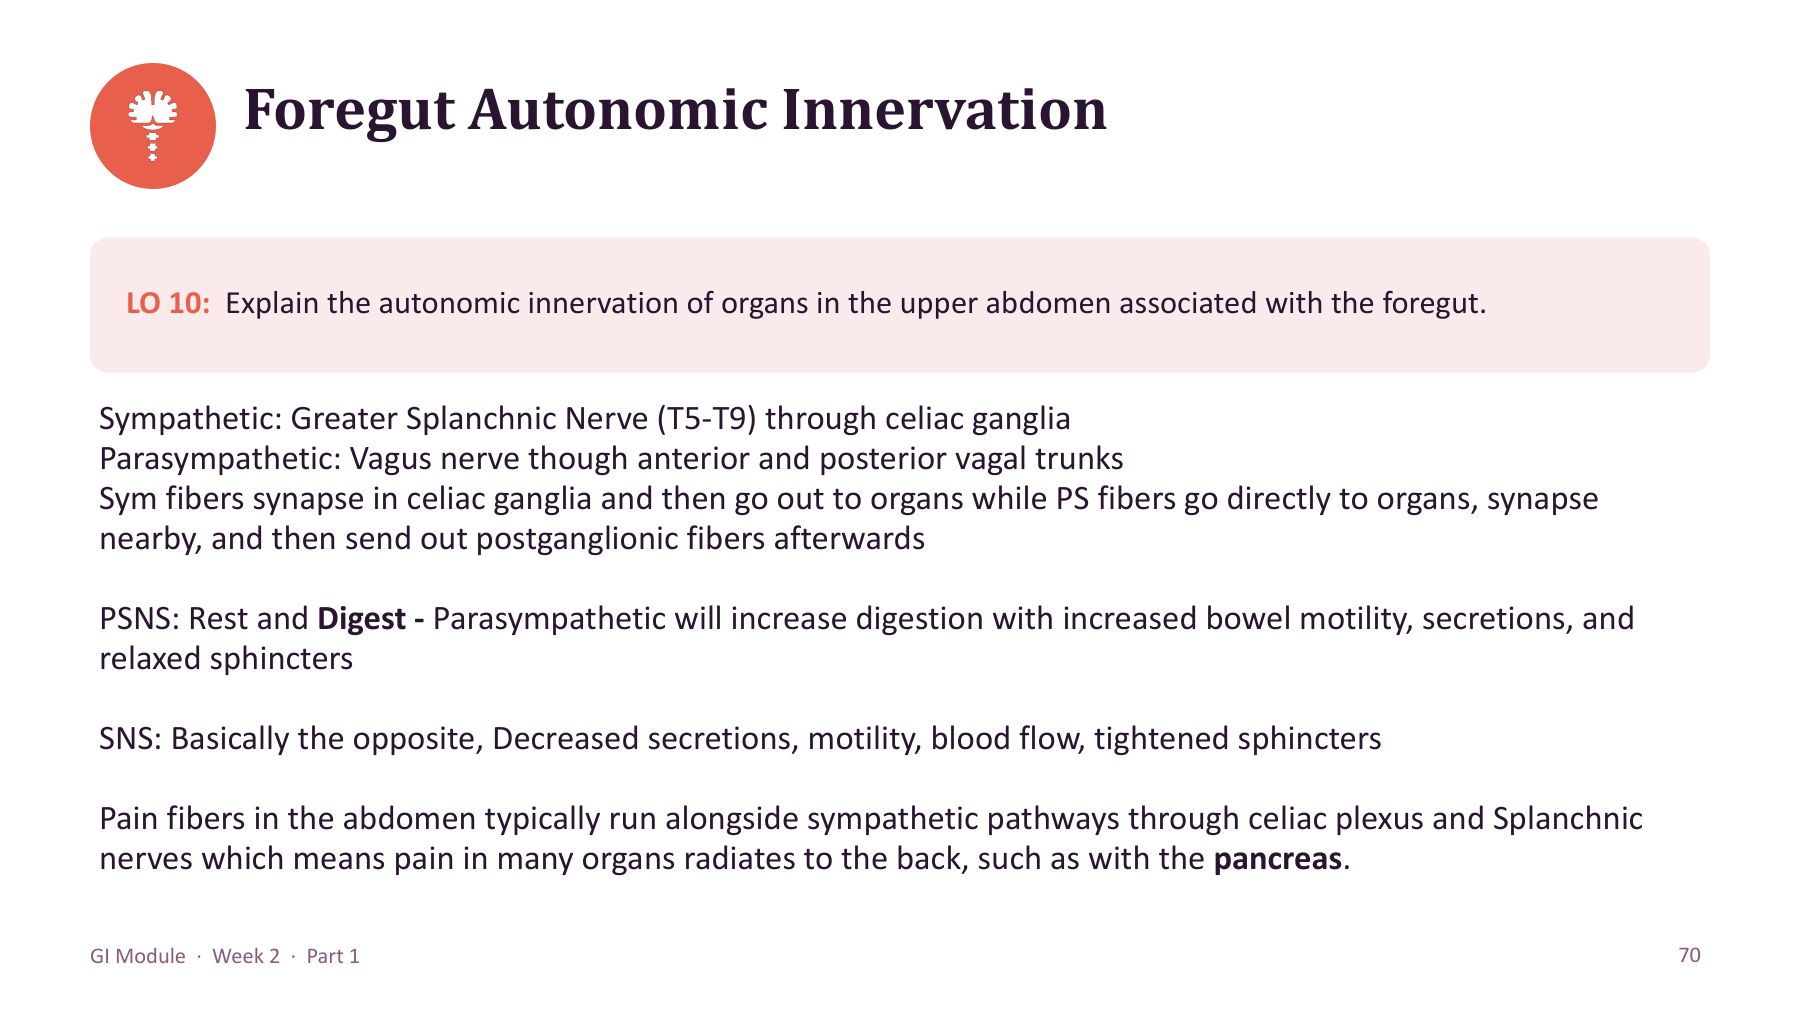 Foregut Autonomic Innervation
LO 10: Explain the autonomic innervation of organs in the upper abdomen associated with the foregut.
Sympathetic: Greater Splanchnic Nerve (T5-T9) through celiac ganglia
Parasympathetic: Vagus nerve though anterior and posterior vagal trunks
Sym fibers synapse in celiac ganglia and then go out to organs while PS fibers go directly to organs, synapse
nearby, and then send out postganglionic fibers afterwards
PSNS: Rest and Digest - Parasympathetic will increase digestion with increased bowel motility, secretions, and
relaxed sphincters
SNS: Basically the opposite, Decreased secretions, motility, blood flow, tightened sphincters
Pain fibers in the abdomen typically run alongside sympathetic pathways through celiac plexus and Splanchnic
nerves which means pain in many organs radiates to the back, such as with the pancreas.
GI Module · Week 2 · Part 1
70